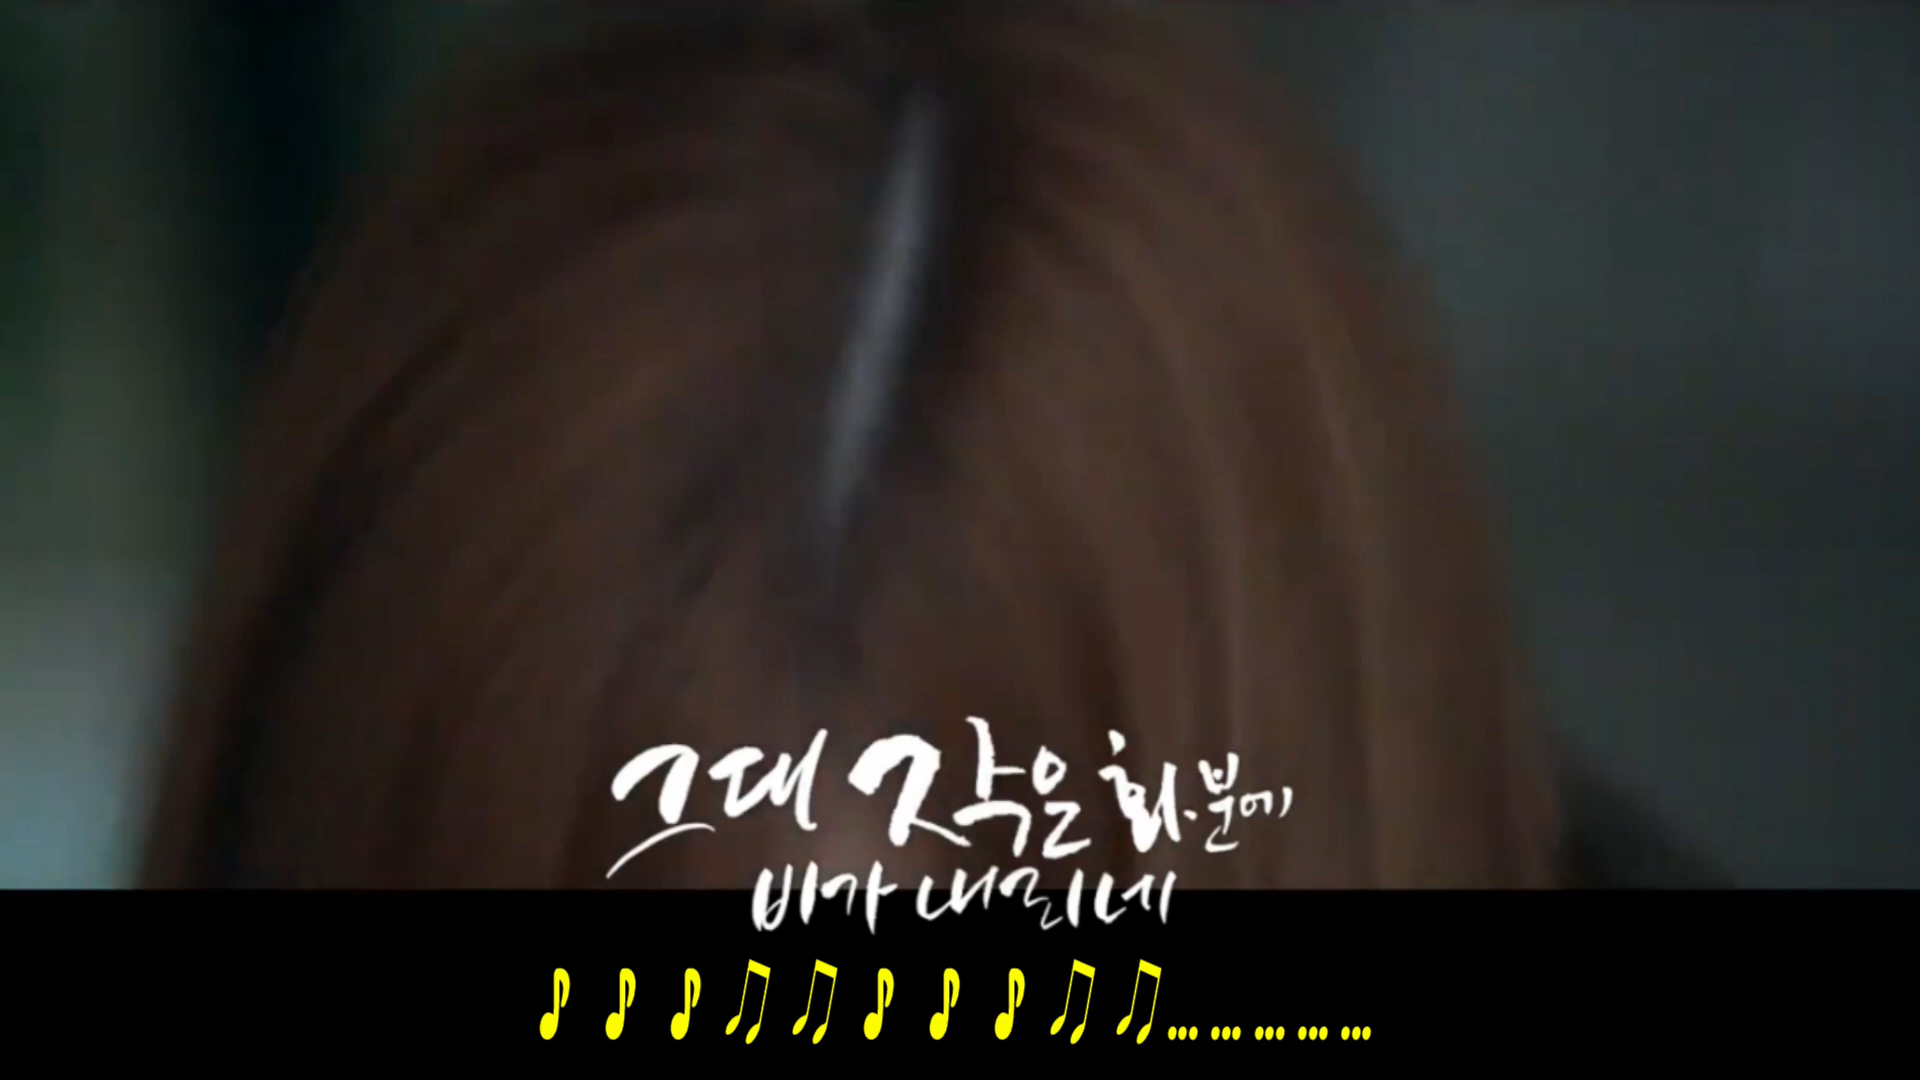 그대 작은 화분에
비가 내리네
♪ ♪ ♪ ♫ ♫ ♪ ♪ ♪ ♫ ♫… … … … …